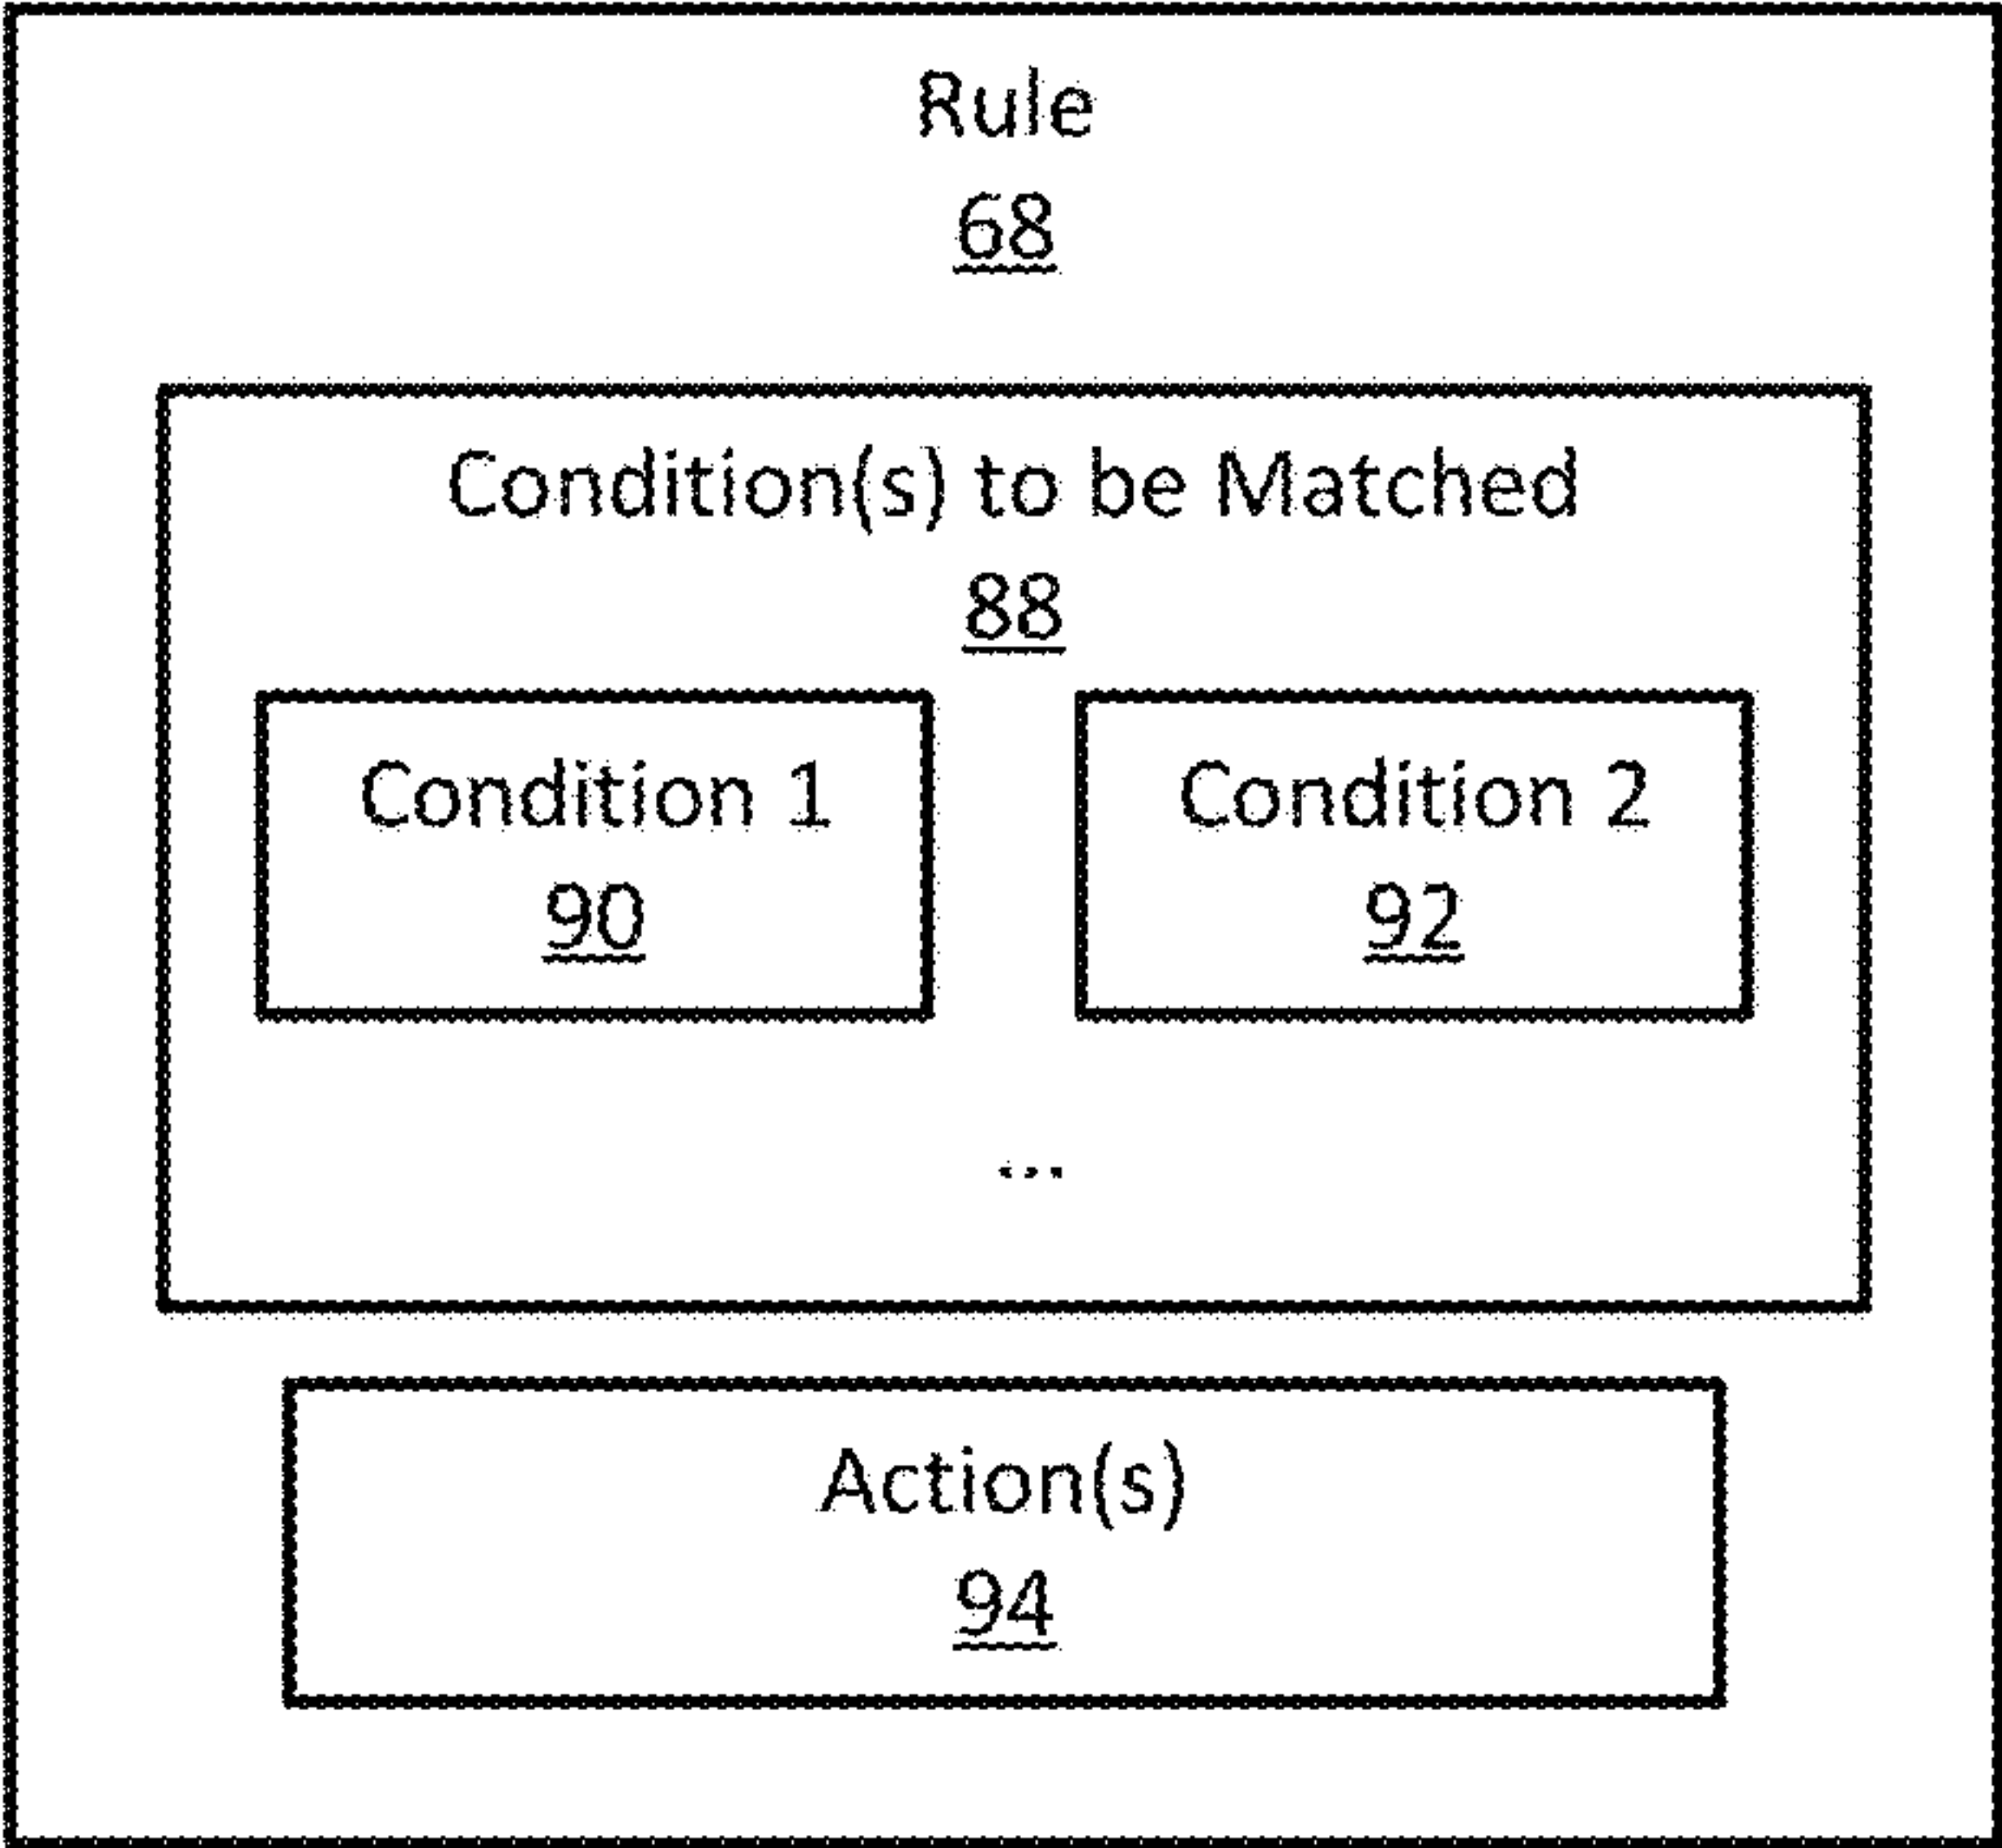 Rule
68
Condition(s) to be Matched
88
Condition 1
90
Condition 2
92
...
Action(s)
94